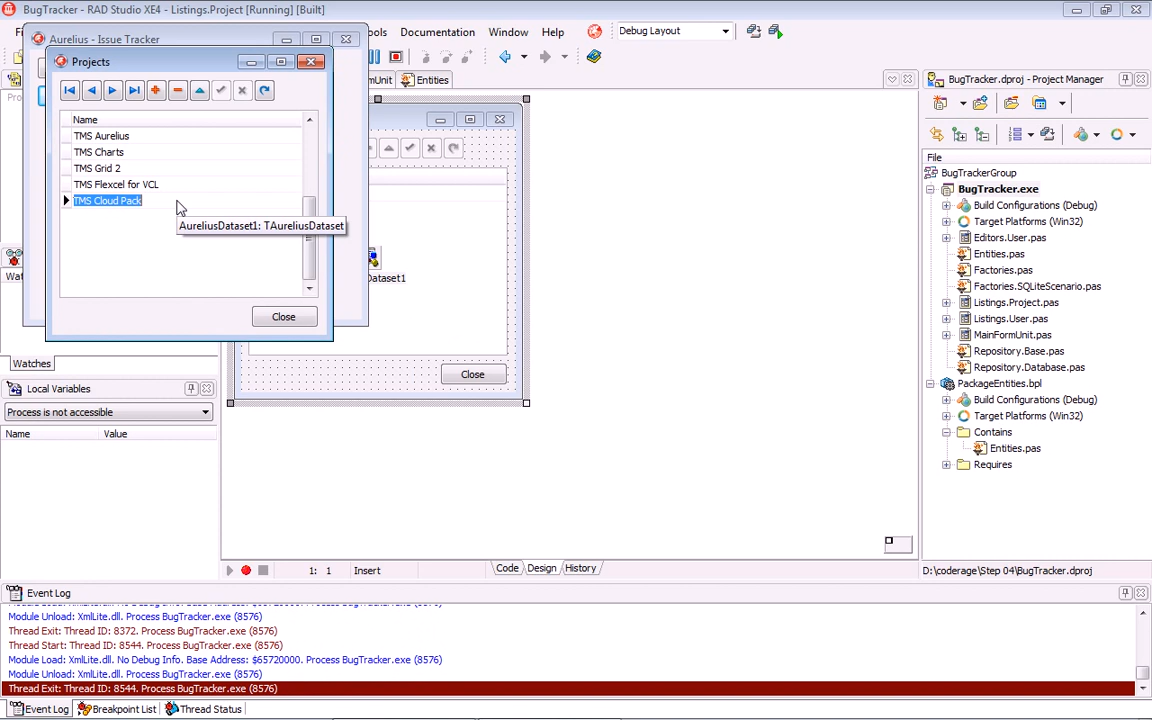 BugTracker - RAD Studio XE4 - Listings.Project [Running] [Built]
Documentation Window Help Debug Layout
Aurelius - Issue Tracker
Projects
Entities
BugTracker.dproj - Project Manager
Name
TMS Aurelius
TMS Charts
TMS Grid 2
TMS Flexcel for VCL
TMS Cloud Pack
AureliusDataset1: TAureliusDataset
Close
Close
File
BugTrackerGroup
BugTracker.exe
Build Configurations (Debug)
Target Platforms (Win32)
Editors.User.pas
Entities.pas
Factories.pas
Factories.SQLiteScenario.pas
Listings.Project.pas
Listings.User.pas
MainFormUnit.pas
Repository.Base.pas
Repository.Database.pas
PackageEntities.bpl
Build Configurations (Debug)
Target Platforms (Win32)
Contains
Entities.pas
Requires
Watches
Local Variables
Process is not accessible
Name Value
1: 1 Insert
Code Design History
D:\coderage\Step 04\BugTracker.dproj
Event Log
Module Unload: XmlLite.dll. Process BugTracker.exe (8576)
Thread Exit: Thread ID: 8372. Process BugTracker.exe (8576)
Thread Start: Thread ID: 8544. Process BugTracker.exe (8576)
Module Load: XmlLite.dll. No Debug Info. Base Address: $65720000. Process BugTracker.exe (8576)
Module Unload: XmlLite.dll. Process BugTracker.exe (8576)
Thread Exit: Thread ID: 8544. Process BugTracker.exe (8576)
Event Log Breakpoint List Thread Status